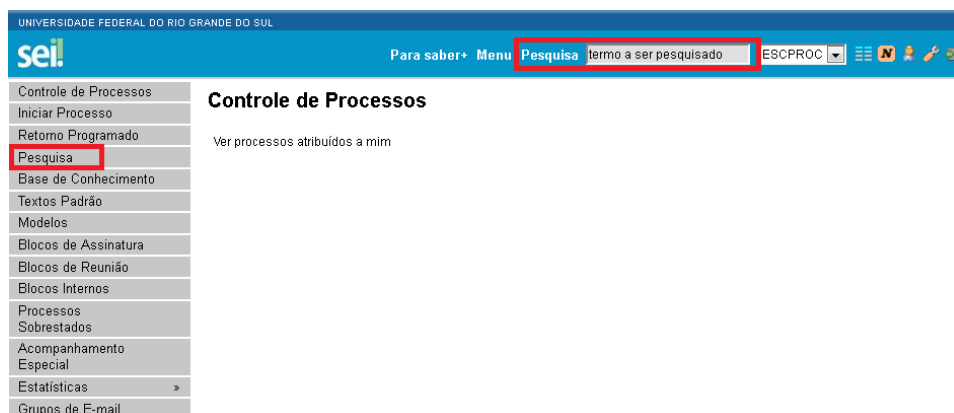 UNIVERSIDADE FEDERAL DO RIO GRANDE DO SUL
sei!
Para saber+ Menu Pesquisa termo a ser pesquisado ESCPROC
N
Controle de Processos
Iniciar Processo
Retorno Programado
Pesquisa
Base de Conhecimento
Textos Padrão
Modelos
Blocos de Assinatura
Blocos de Reunião
Blocos Internos
Processos
Sobrestados
Acompanhamento
Especial
Estatísticas »
Grupos de E-mail
Controle de Processos
Ver processos atribuídos a mim